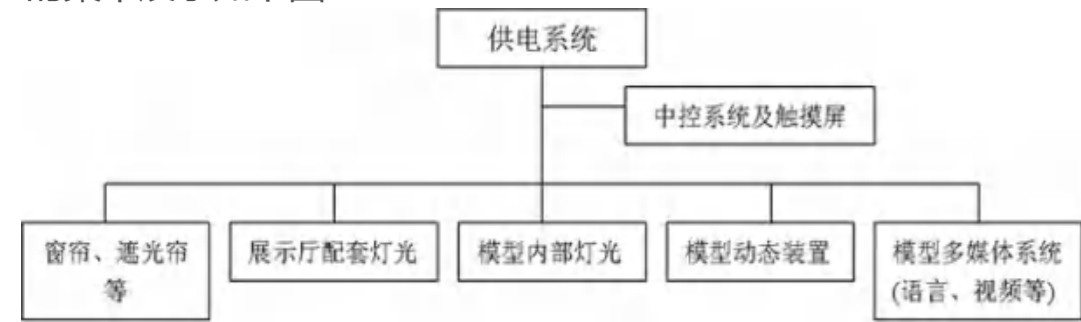 供电系统
中控系统及触摸屏
窗帘、遮光帘
等
展示厅配套灯光
模型内部灯光
模型动态装置
模型多媒体系统
(语言、视频等)